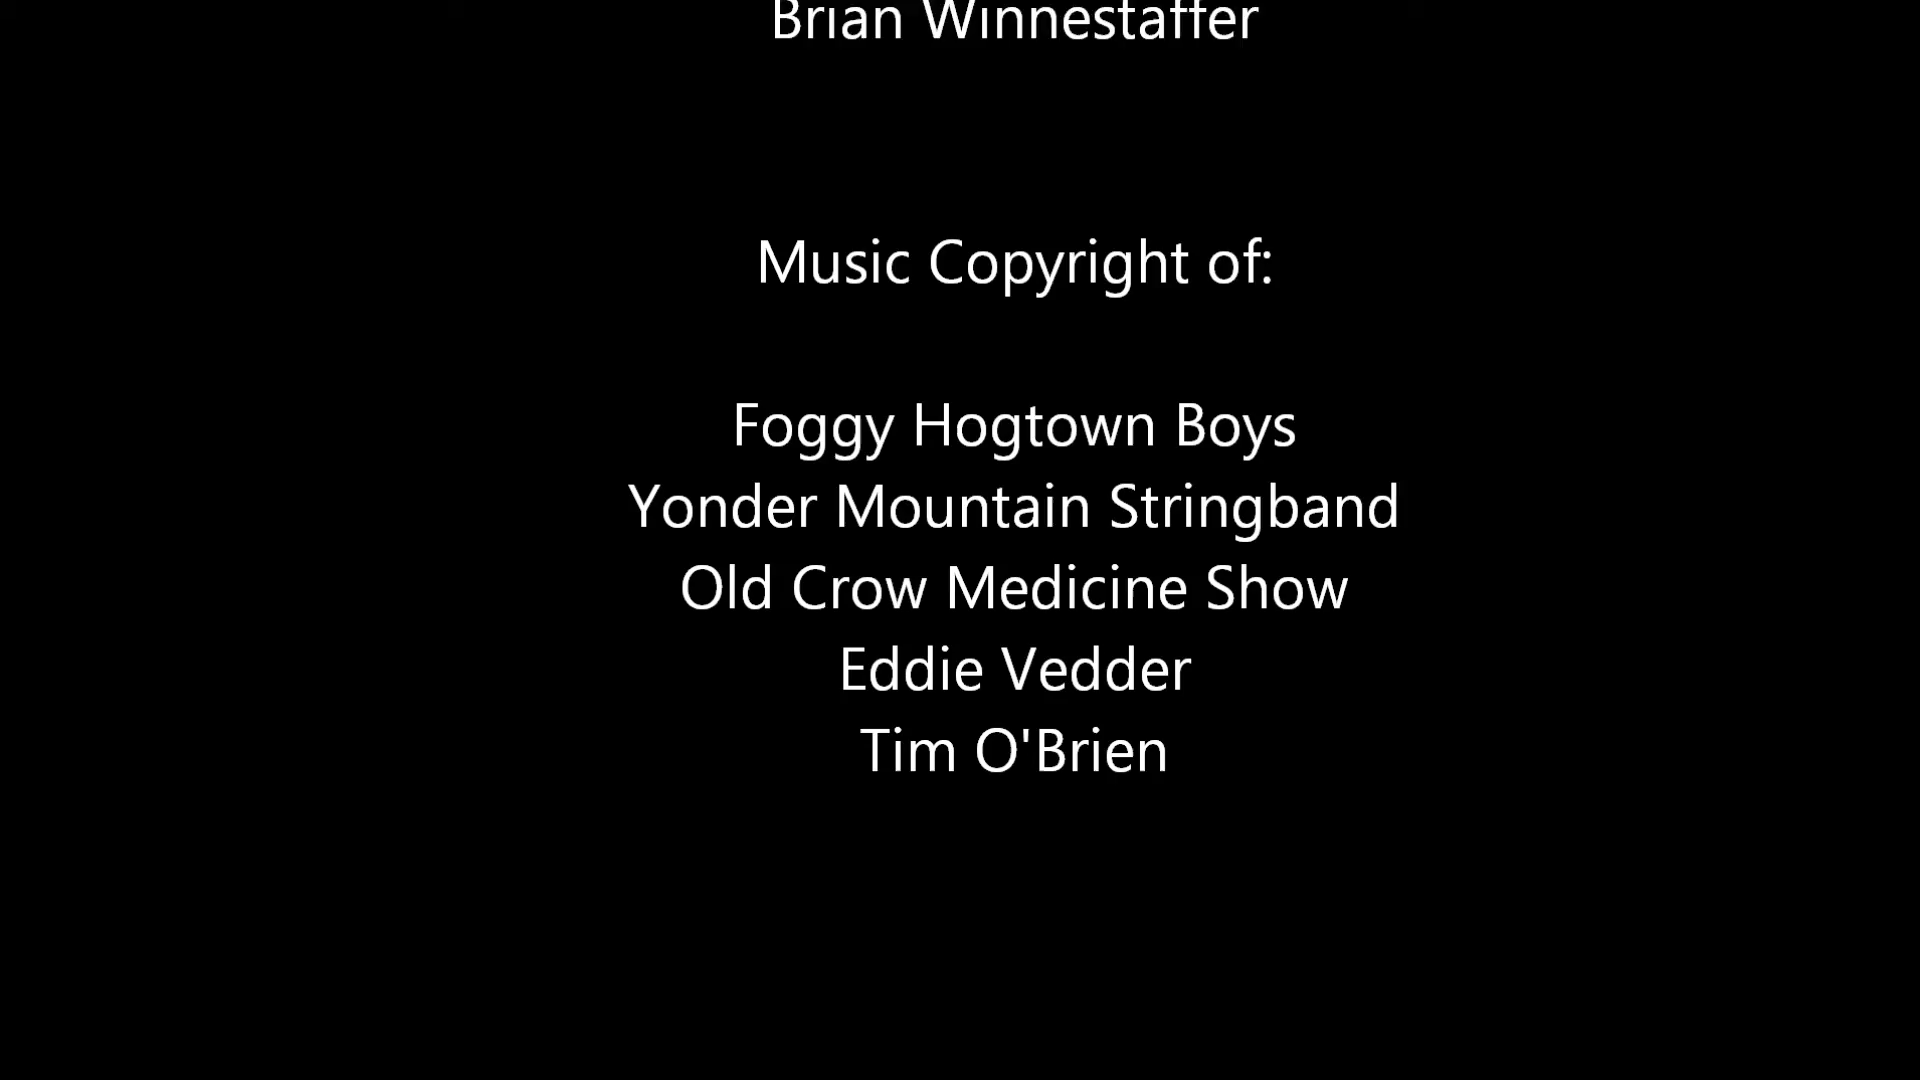 Brian Winnestaffer
Music Copyright of:
Foggy Hogtown Boys
Yonder Mountain Stringband
Old Crow Medicine Show
Eddie Vedder
Tim O'Brien